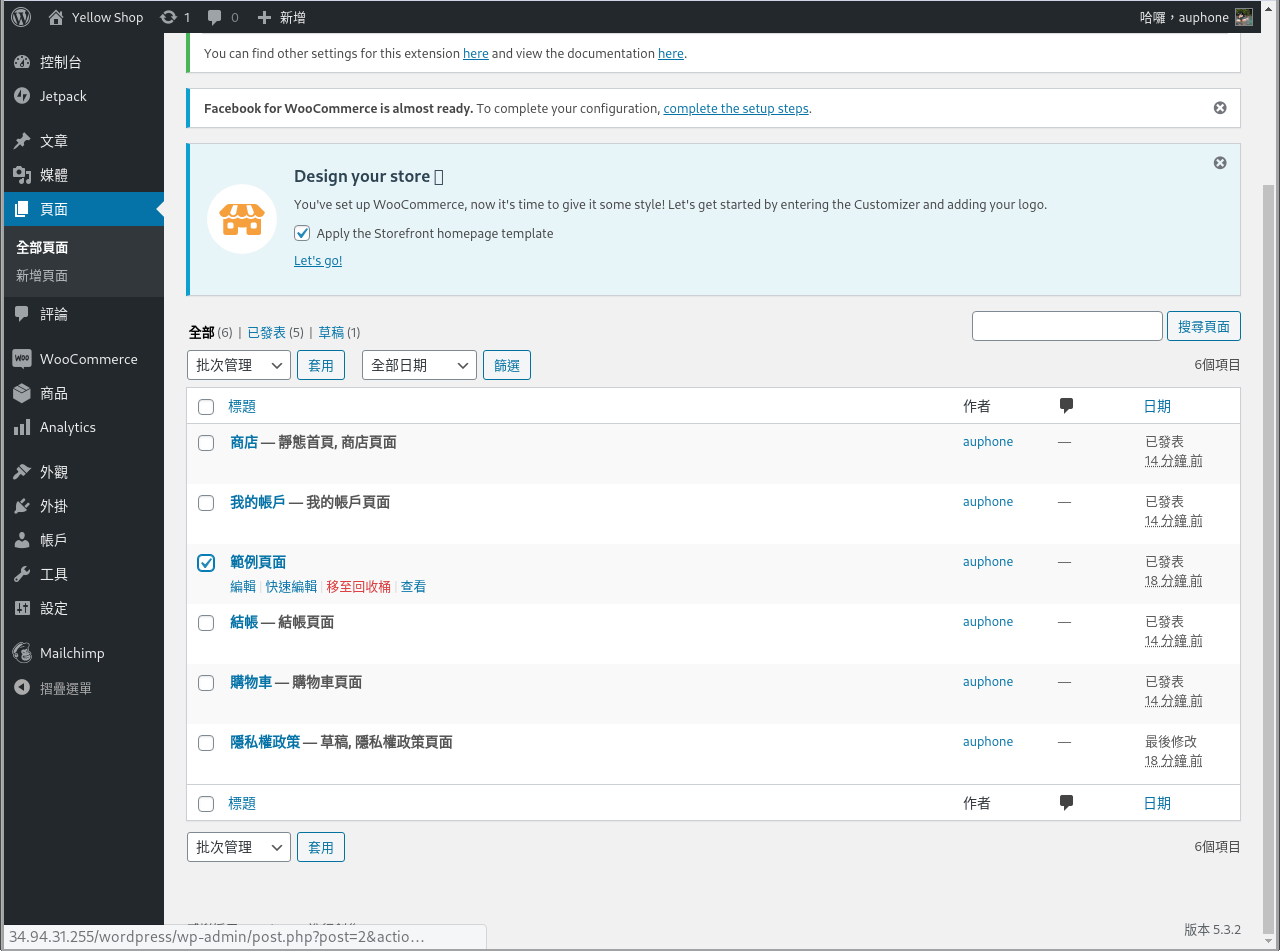 Yellow Shop 1 0 新增 哈囉，auphone
控制台
Jetpack
文章
媒體
頁面
全部頁面
新增頁面
評論
WooCommerce
商品
Analytics
外觀
外掛
帳戶
工具
設定
Mailchimp
摺疊選單
You can find other settings for this extension here and view the documentation here.
Facebook for WooCommerce is almost ready. To complete your configuration, complete the setup steps.
Design your store
You've set up WooCommerce, now it's time to give it some style! Let's get started by entering the Customizer and adding your logo.
Apply the Storefront homepage template
Let's go!
全部 (6) | 已發表 (5) | 草稿 (1)
搜尋頁面
批次管理 套用 全部日期 篩選 6個項目
標題 作者 日期
商店 — 靜態首頁, 商店頁面 auphone — 已發表
14 分鐘 前
我的帳戶 — 我的帳戶頁面 auphone — 已發表
14 分鐘 前
範例頁面 auphone — 已發表
編輯 | 快速編輯 | 移至回收桶 | 查看 18 分鐘 前
結帳 — 結帳頁面 auphone — 已發表
14 分鐘 前
購物車 — 購物車頁面 auphone — 已發表
14 分鐘 前
隱私權政策 — 草稿, 隱私權政策頁面 auphone — 最後修改
18 分鐘 前
標題 作者 日期
批次管理 套用 6個項目
版本 5.3.2
34.94.31.255/wordpress/wp-admin/post.php?post=2&actio…